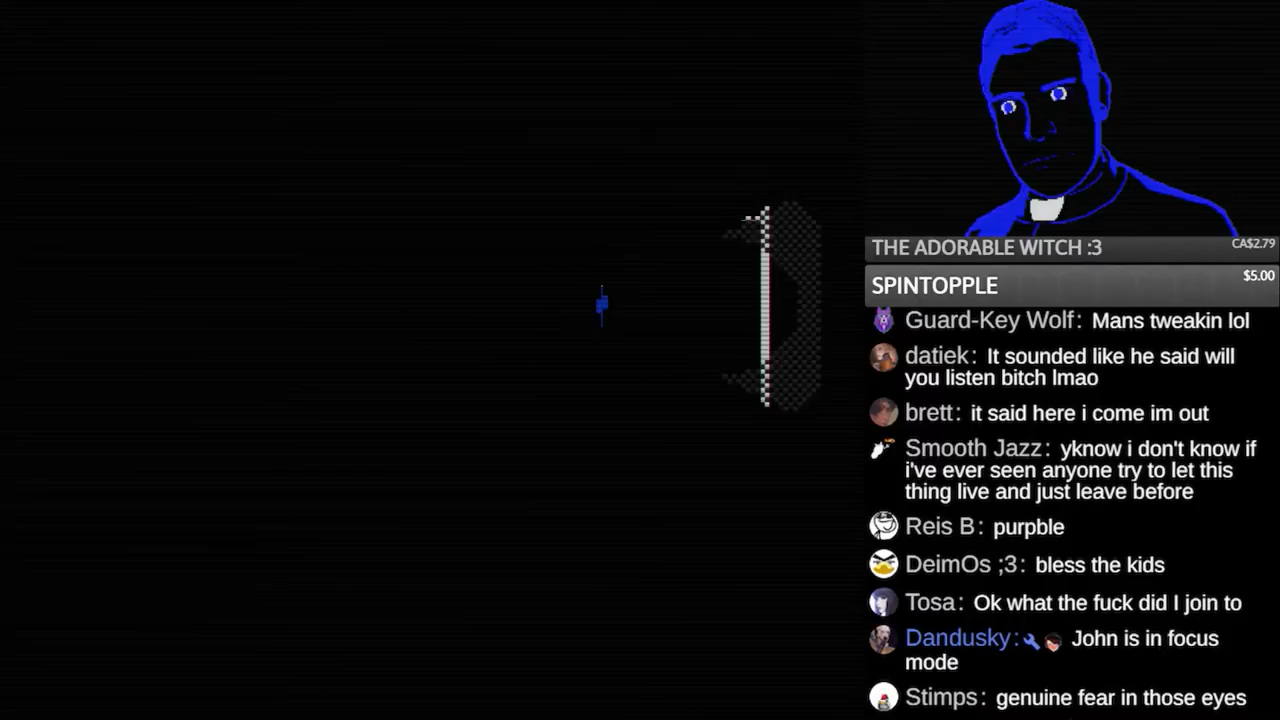 THE ADORABLE WITCH :3 CA$2.79
SPINTOPPLE $5.00
Guard-Key Wolf: Mans tweakin lol
datiek: It sounded like he said will
you listen bitch lmao
brett: it said here i come im out
Smooth Jazz: yknow i don't know if
i've ever seen anyone try to let this
thing live and just leave before
Reis B: purpble
DeimOs ;3: bless the kids
Tosa: Ok what the fuck did I join to
Dandusky: John is in focus
mode
Stimps: genuine fear in those eyes